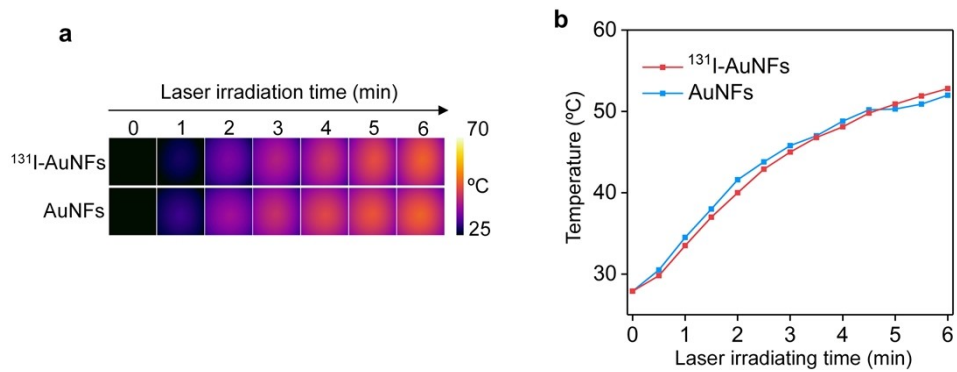 a
Laser irradiation time (min)
0 1 2 3 4 5 6
¹³¹I-AuNFs
AuNFs
70
ºC
25
b
60
50
40
30
Temperature (ºC)
¹³¹I-AuNFs
AuNFs
0 1 2 3 4 5 6
Laser irradiating time (min)